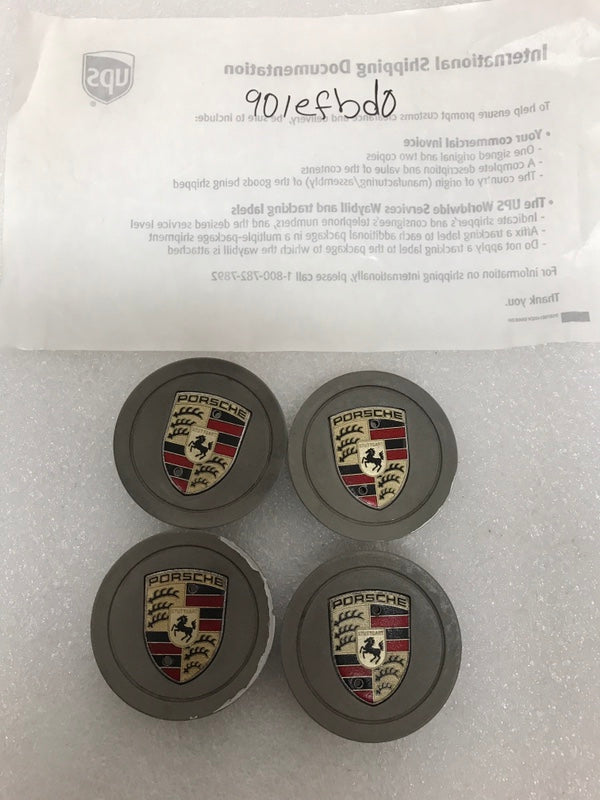 International Shipping Documentation
ups
901efbd0
To help ensure prompt customs clearance and delivery, be sure to include:
• Your commercial invoice
- One signed original and two copies
- A complete description and value of the contents
- The country of origin (manufacturing/assembly) of the goods being shipped
• The UPS Worldwide Services Waybill and tracking labels
- Indicate shipper's and consignee's telephone numbers, and the desired service level
- Affix a tracking label to each additional package in a multiple-package shipment
- Do not apply a tracking label to the package to which the waybill is attached
For information on shipping internationally, please call 1-800-782-7892
Thank you.
PORSCHE
STUTTGART
PORSCHE
STUTTGART
PORSCHE
STUTTGART
PORSCHE
STUTTGART